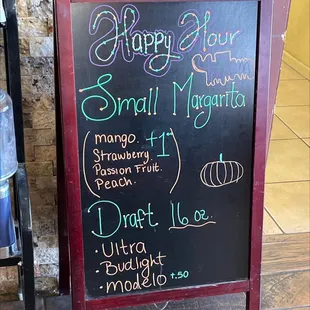 Happy Hour
Small Margarita
(mango. +1
Strawberry.
Passion Fruit.
Peach.)
Draft 16 oz.
• Ultra
• Budlight
• modelo +.50